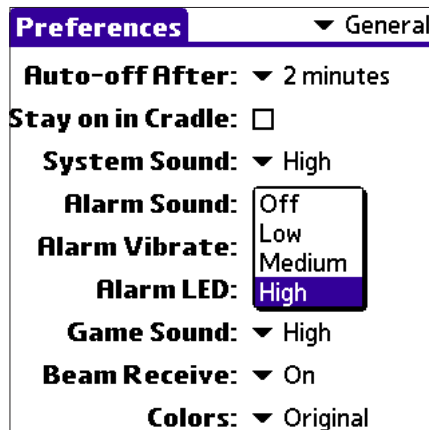 Preferences
General
Auto-off After: 2 minutes
Stay on in Cradle:
System Sound: High
Alarm Sound: Off
Low
Alarm Vibrate:
Medium
Alarm LED: High
Game Sound: High
Beam Receive: On
Colors: Original